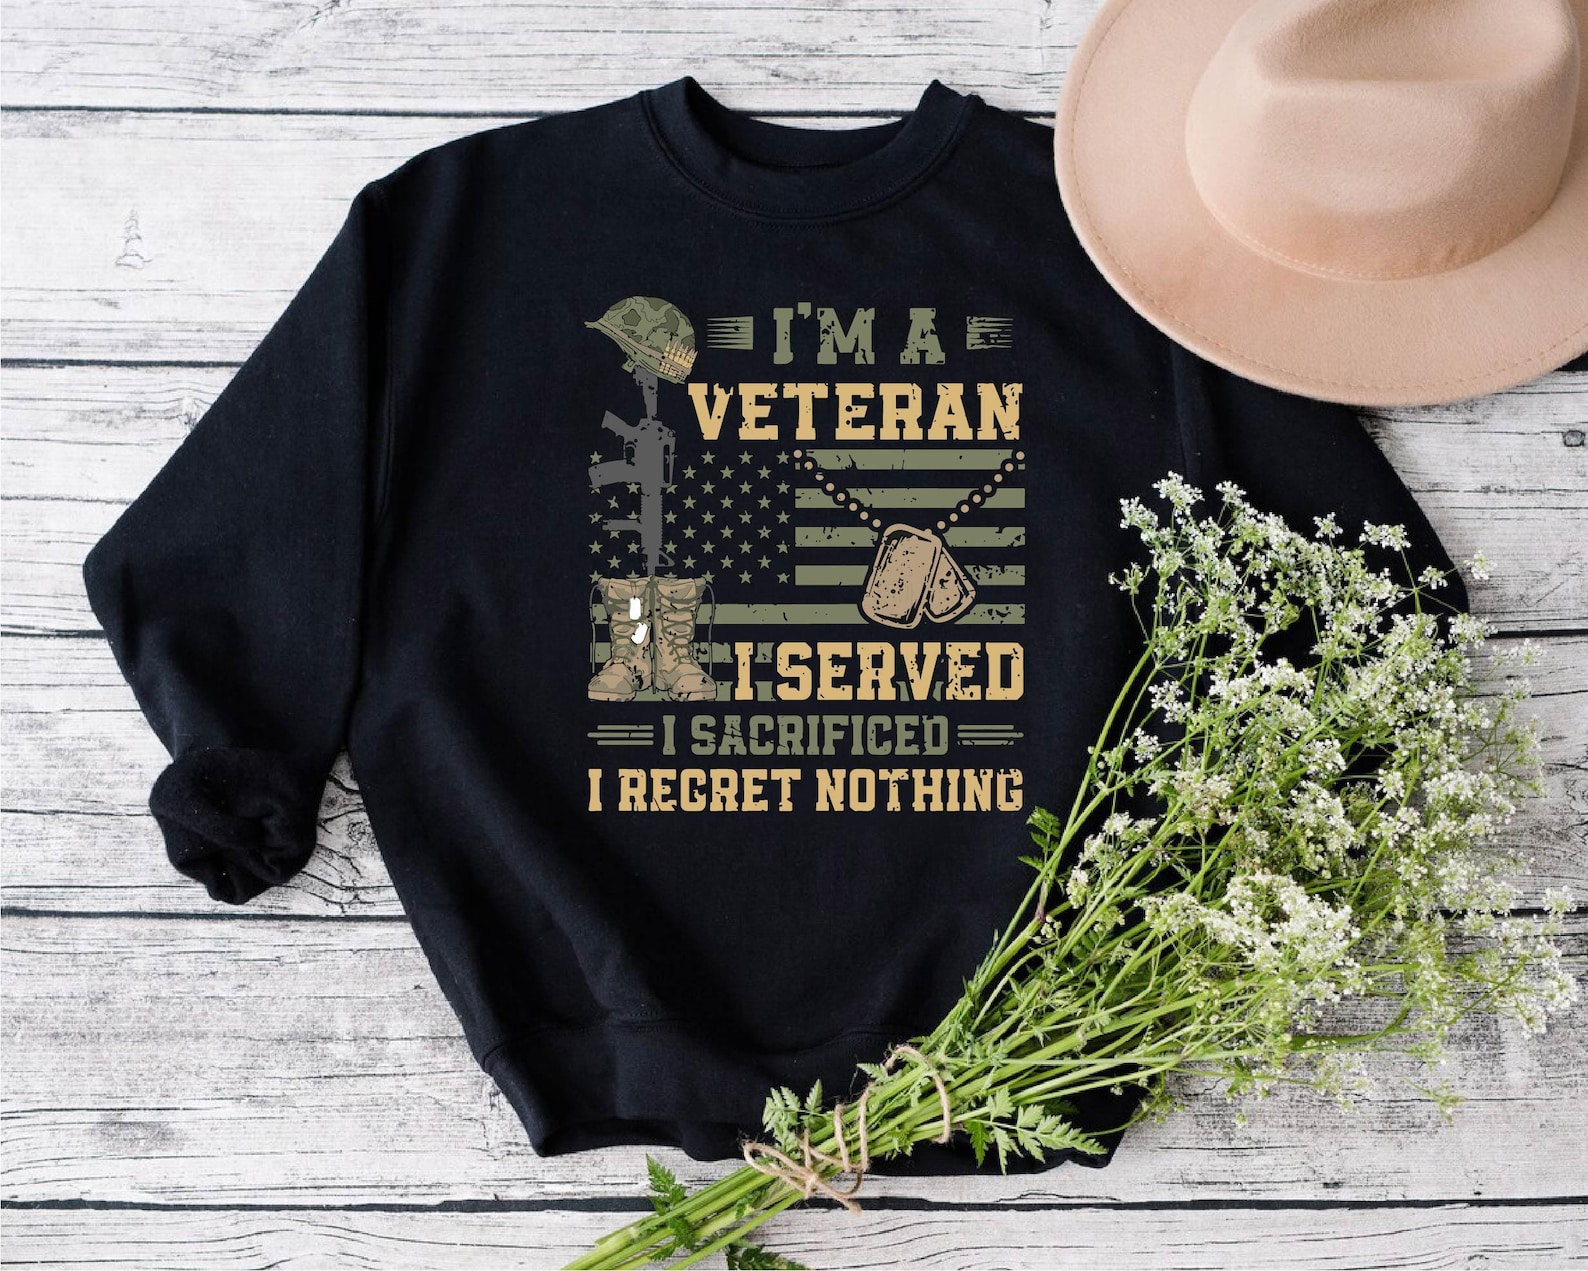 I'M A
VETERAN
I SERVED
I SACRIFICED
I REGRET NOTHING